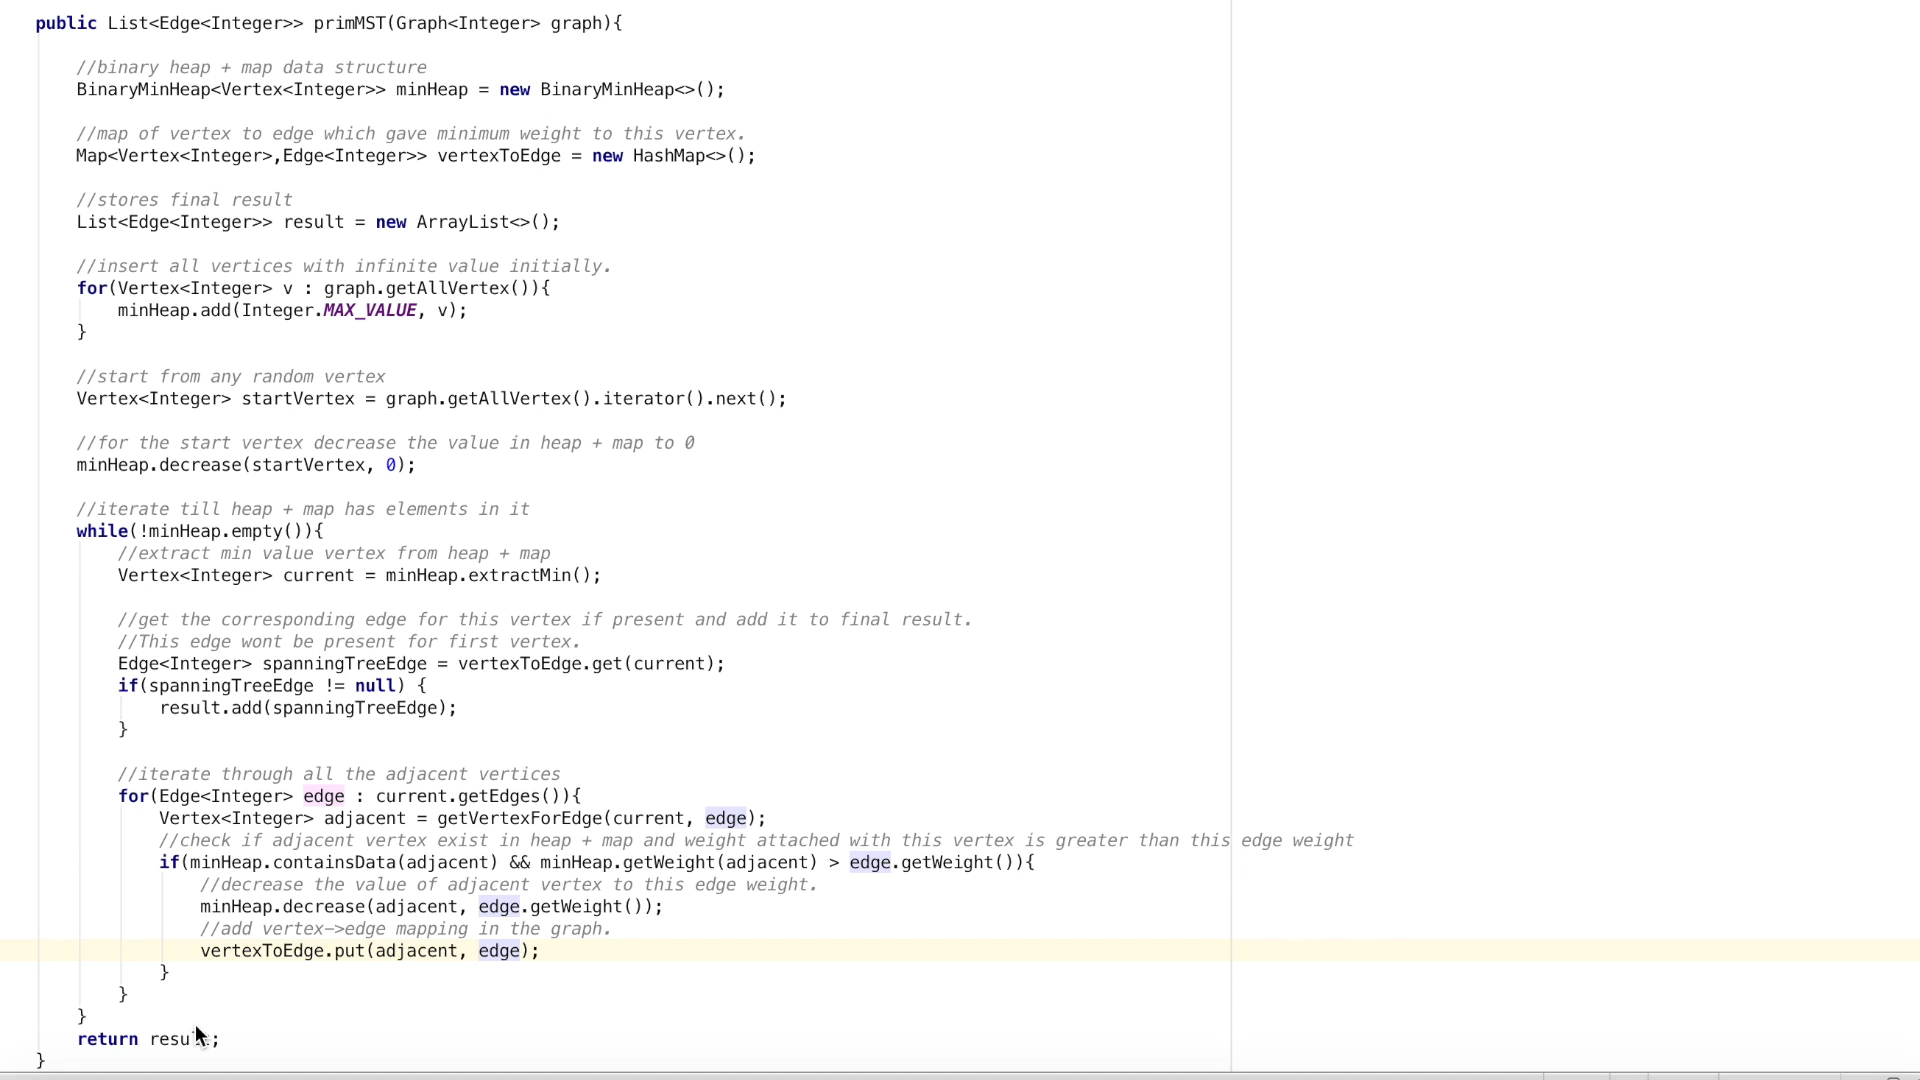 public List<Edge<Integer>> primMST(Graph<Integer> graph){
//binary heap + map data structure
BinaryMinHeap<Vertex<Integer>> minHeap = new BinaryMinHeap<>();
//map of vertex to edge which gave minimum weight to this vertex.
Map<Vertex<Integer>,Edge<Integer>> vertexToEdge = new HashMap<>();
//stores final result
List<Edge<Integer>> result = new ArrayList<>();
//insert all vertices with infinite value initially.
for(Vertex<Integer> v : graph.getAllVertex()){
minHeap.add(Integer.MAX_VALUE, v);
}
//start from any random vertex
Vertex<Integer> startVertex = graph.getAllVertex().iterator().next();
//for the start vertex decrease the value in heap + map to 0
minHeap.decrease(startVertex, 0);
//iterate till heap + map has elements in it
while(!minHeap.empty()){
//extract min value vertex from heap + map
Vertex<Integer> current = minHeap.extractMin();
//get the corresponding edge for this vertex if present and add it to final result.
//This edge wont be present for first vertex.
Edge<Integer> spanningTreeEdge = vertexToEdge.get(current);
if(spanningTreeEdge != null) {
result.add(spanningTreeEdge);
}
//iterate through all the adjacent vertices
for(Edge<Integer> edge : current.getEdges()){
Vertex<Integer> adjacent = getVertexForEdge(current, edge);
//check if adjacent vertex exist in heap + map and weight attached with this vertex is greater than this edge weight
if(minHeap.containsData(adjacent) && minHeap.getWeight(adjacent) > edge.getWeight()){
//decrease the value of adjacent vertex to this edge weight.
minHeap.decrease(adjacent, edge.getWeight());
//add vertex->edge mapping in the graph.
vertexToEdge.put(adjacent, edge);
}
}
}
return result;
}